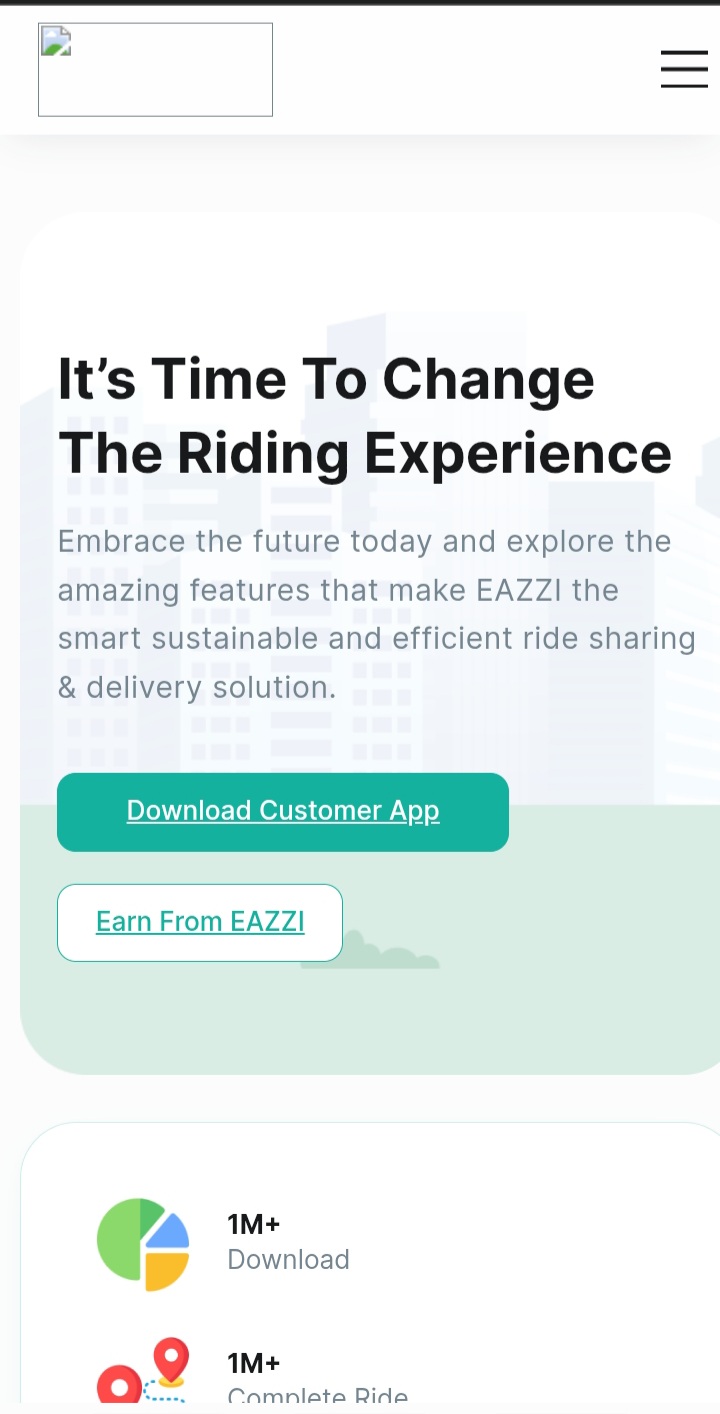 It’s Time To Change
The Riding Experience
Embrace the future today and explore the
amazing features that make EAZZI the
smart sustainable and efficient ride sharing
& delivery solution.
Download Customer App
Earn From EAZZI
1M+
Download
1M+
Complete Ride